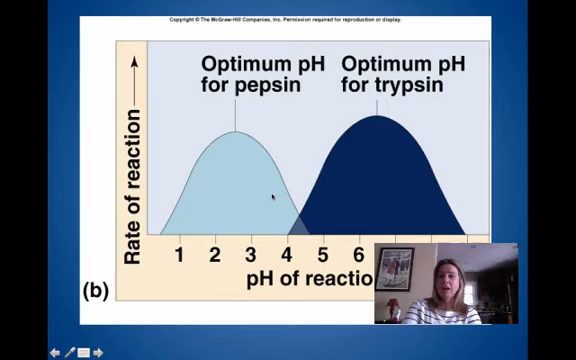 Copyright © The McGraw-Hill Companies, Inc. Permission required for reproduction or display.
Optimum pH
for pepsin
Optimum pH
for trypsin
Rate of reaction
1 2 3 4 5 6
pH of reactio
(b)